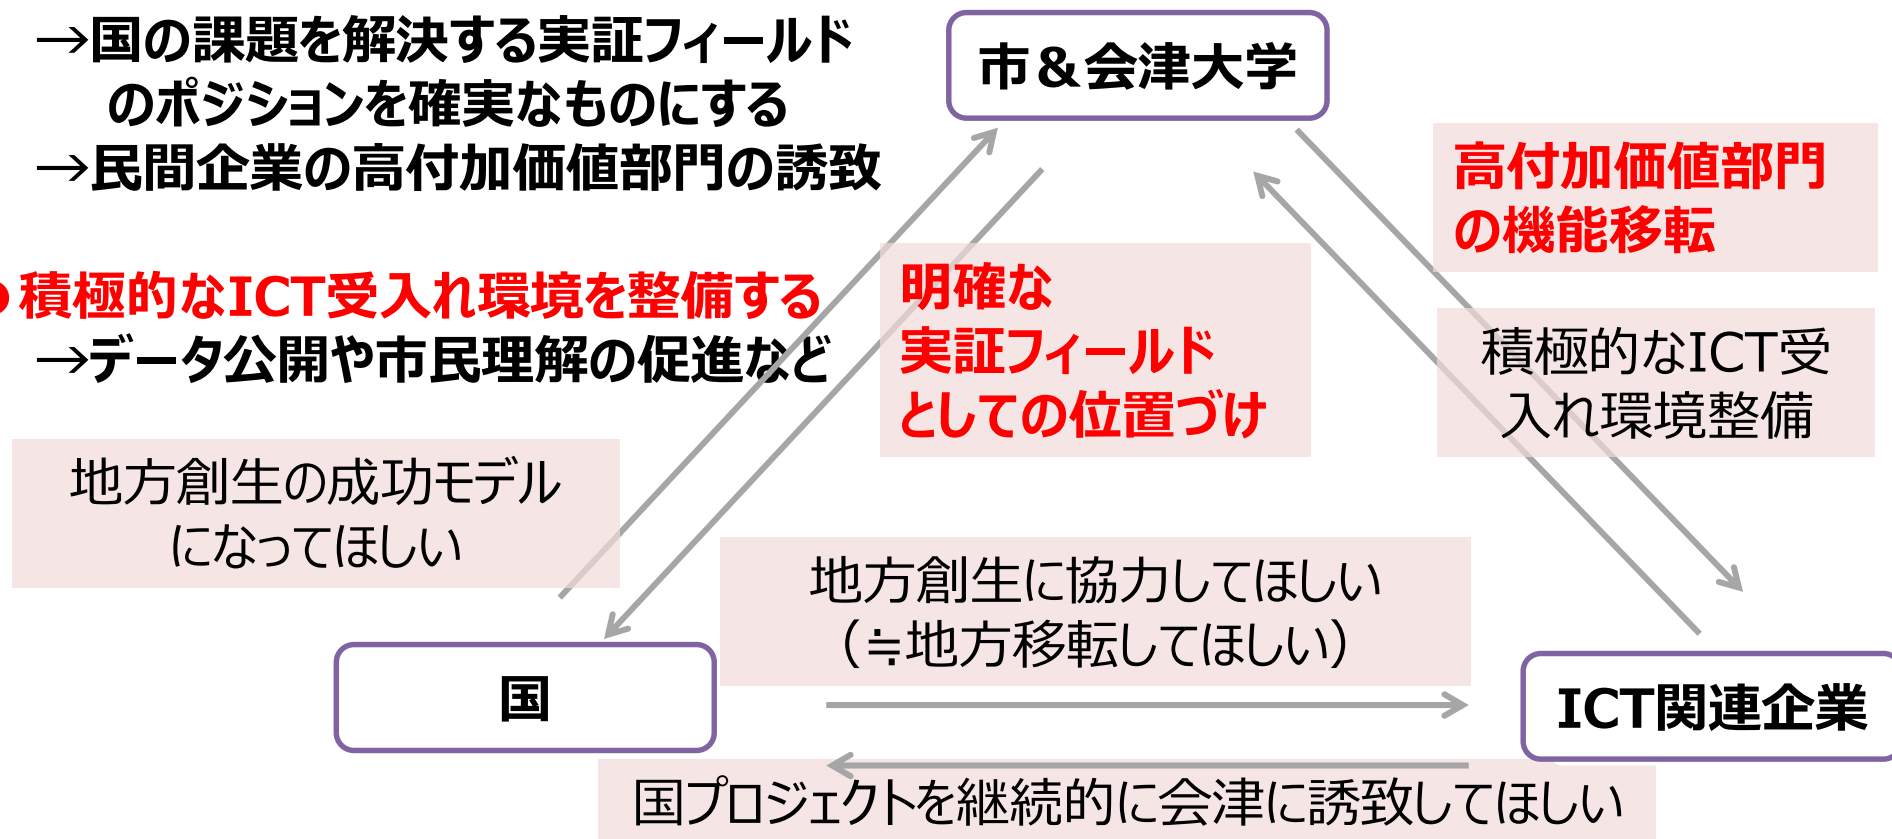 →国の課題を解決する実証フィールド
のポジションを確実なものにする
→民間企業の高付加価値部門の誘致
積極的なICT受入れ環境を整備する
→データ公開や市民理解の促進など
市＆会津大学
高付加価値部門
の機能移転
明確な
実証フィールド
としての位置づけ
積極的なICT受
入れ環境整備
地方創生の成功モデル
になってほしい
地方創生に協力してほしい
（≒地方移転してほしい）
国
ICT関連企業
国プロジェクトを継続的に会津に誘致してほしい